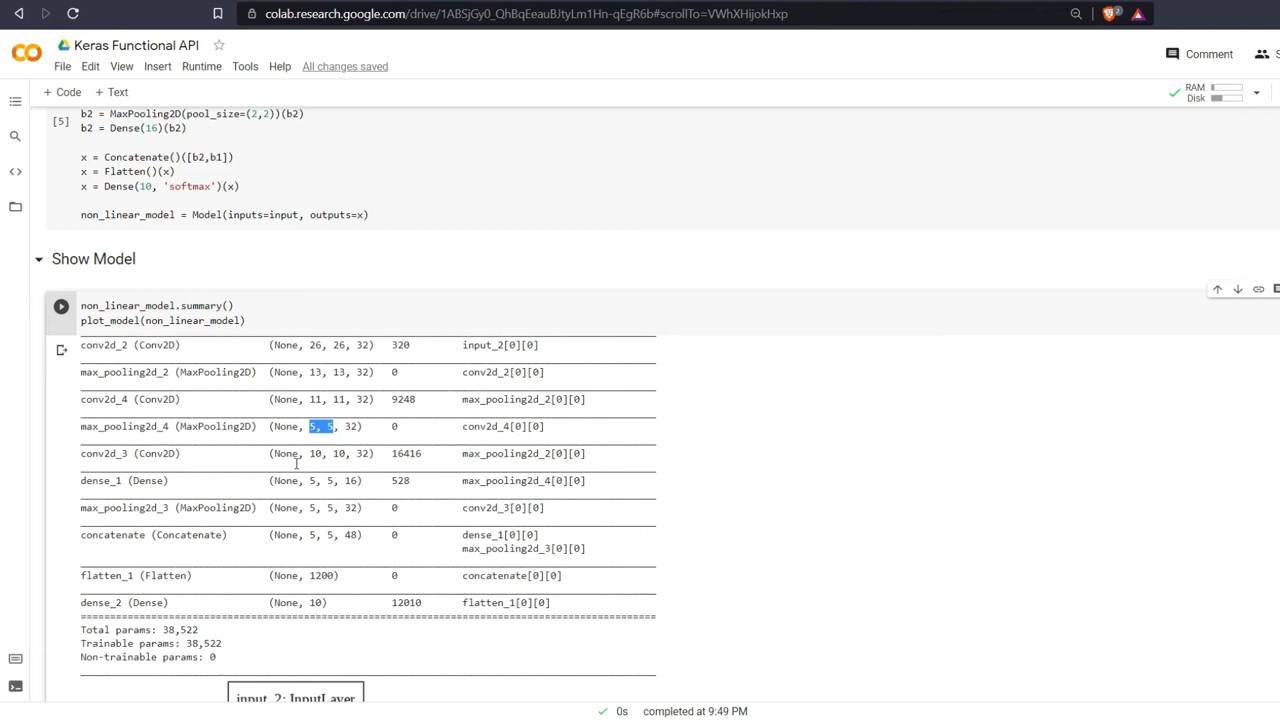 colab.research.google.com/drive/1ABSjGy0_QhBqEeauBJtyLm1Hn-qEgR6b#scrollTo=VWhXHijokHxp
2
Keras Functional API
File Edit View Insert Runtime Tools Help All changes saved
Comment
+ Code + Text
RAM
Disk
b2 = MaxPooling2D(pool_size=(2,2))(b2)
[5]
b2 = Dense(16)(b2)
x = Concatenate()([b2,b1])
x = Flatten()(x)
x = Dense(10, 'softmax')(x)
non_linear_model = Model(inputs=input, outputs=x)
Show Model
non_linear_model.summary()
plot_model(non_linear_model)
conv2d_2 (Conv2D) (None, 26, 26, 32) 320 input_2[0][0]
max_pooling2d_2 (MaxPooling2D) (None, 13, 13, 32) 0 conv2d_2[0][0]
conv2d_4 (Conv2D) (None, 11, 11, 32) 9248 max_pooling2d_2[0][0]
max_pooling2d_4 (MaxPooling2D) (None, 5, 5, 32) 0 conv2d_4[0][0]
conv2d_3 (Conv2D) (None, 10, 10, 32) 16416 max_pooling2d_2[0][0]
dense_1 (Dense) (None, 5, 5, 16) 528 max_pooling2d_4[0][0]
max_pooling2d_3 (MaxPooling2D) (None, 5, 5, 32) 0 conv2d_3[0][0]
concatenate (Concatenate) (None, 5, 5, 48) 0 dense_1[0][0]
max_pooling2d_3[0][0]
flatten_1 (Flatten) (None, 1200) 0 concatenate[0][0]
dense_2 (Dense) (None, 10) 12010 flatten_1[0][0]
================================================================================
Total params: 38,522
Trainable params: 38,522
Non-trainable params: 0
input_2: InputLayer
0s completed at 9:49 PM